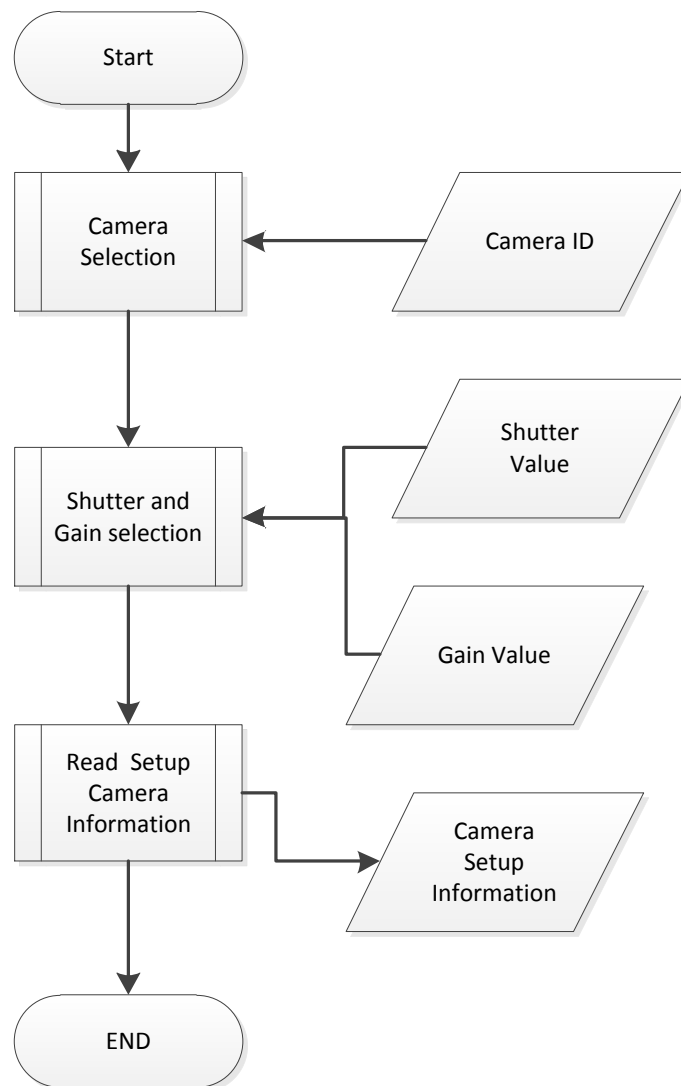 Start
Camera
Selection
Camera ID
Shutter
Value
Shutter and
Gain selection
Gain Value
Read  Setup
Camera
Information
Camera
Setup
Information
END